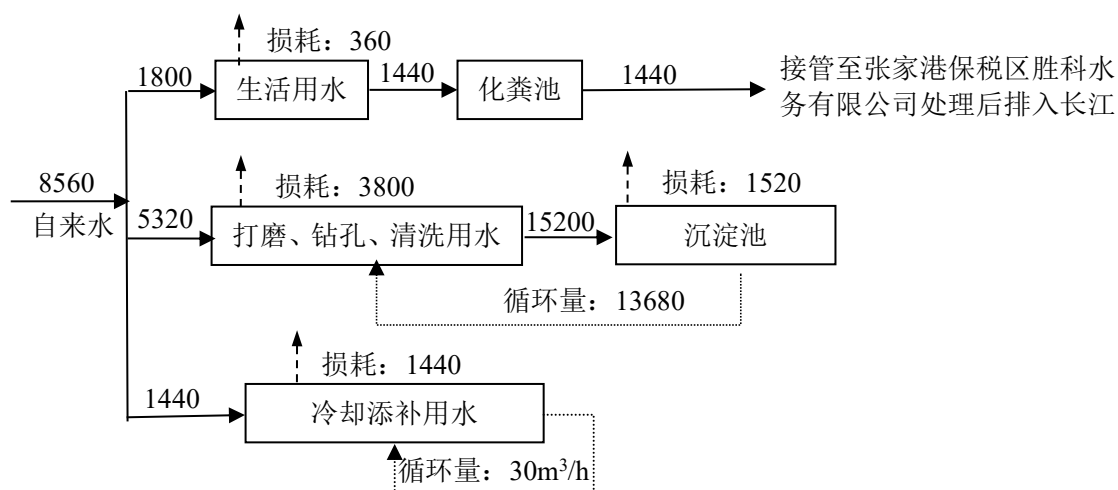 损耗：360
1800
生活用水
1440
化粪池
1440
接管至张家港保税区胜科水
务有限公司处理后排入长江
8560
自来水
损耗：3800
5320
打磨、钻孔、清洗用水
15200
损耗：1520
沉淀池
循环量：13680
损耗：1440
1440
冷却添补用水
循环量：30m³/h